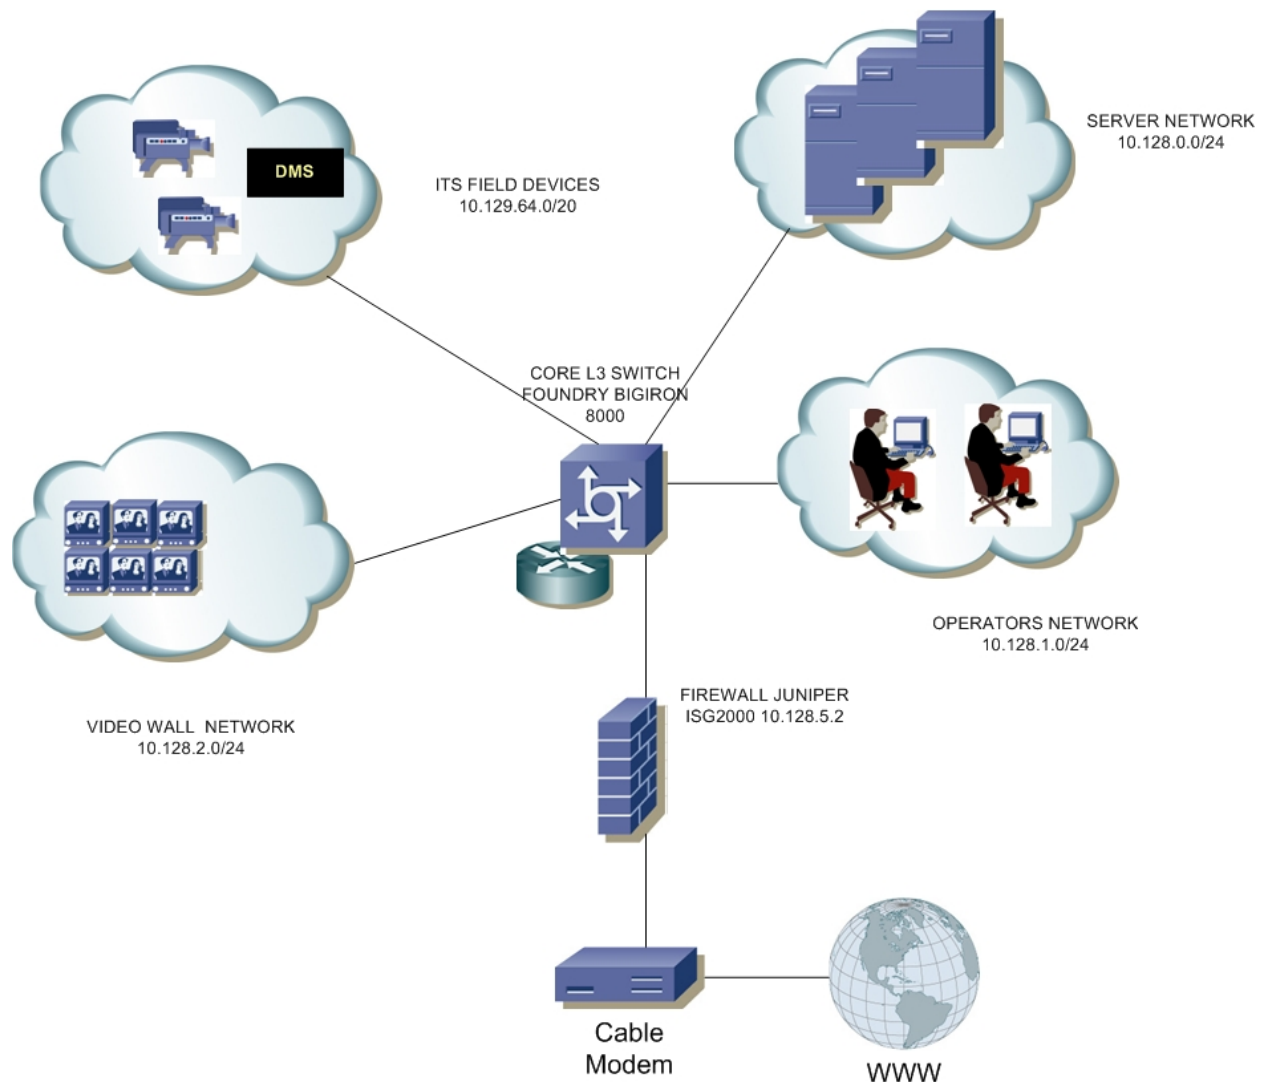 SERVER NETWORK
10.128.0.0/24
DMS
ITS FIELD DEVICES
10.129.64.0/20
CORE L3 SWITCH
FOUNDRY BIGIRON
8000
OPERATORS NETWORK
10.128.1.0/24
VIDEO WALL NETWORK
10.128.2.0/24
FIREWALL JUNIPER
ISG2000 10.128.5.2
Cable
Modem
WWW